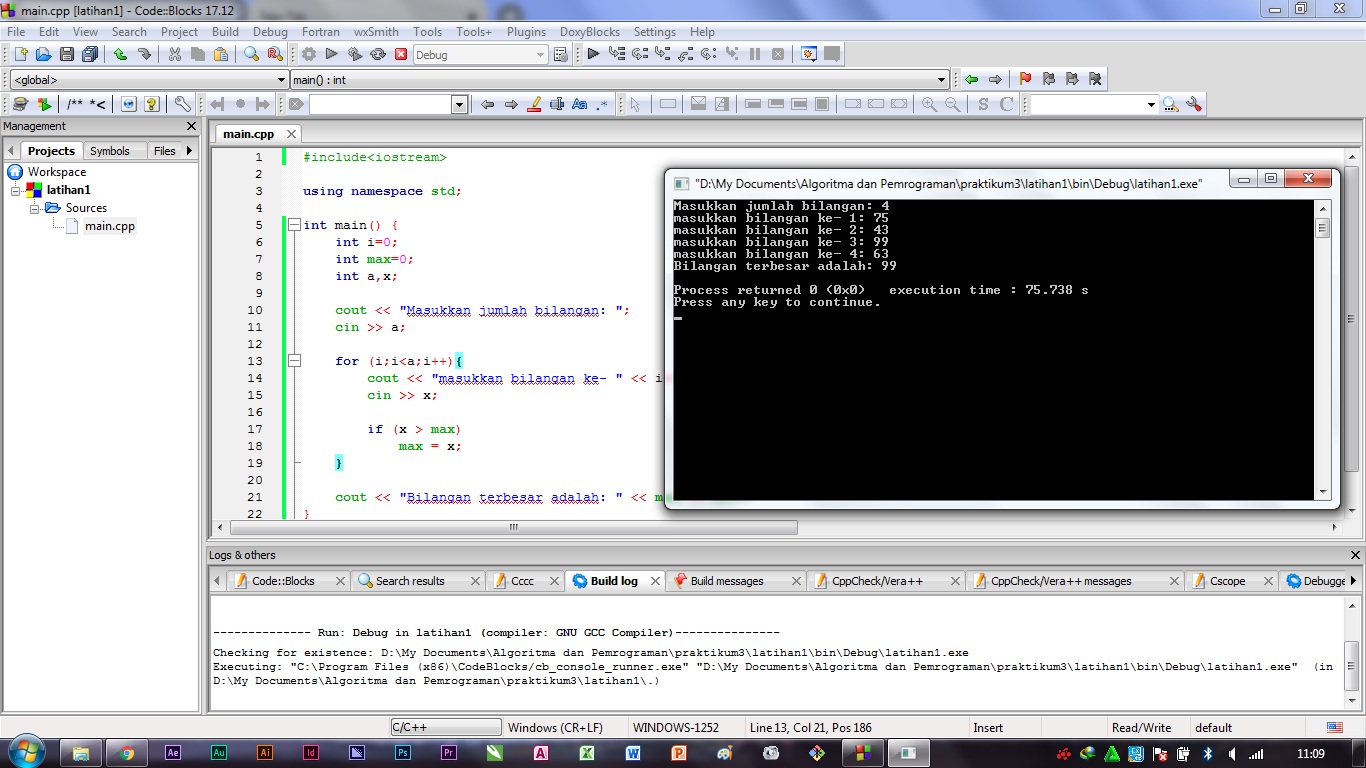 main.cpp [latihan1] - Code::Blocks 17.12
File Edit View Search Project Build Debug Fortran wxSmith Tools Tools+ Plugins DoxyBlocks Settings Help
Debug
<global> main() : int
/** *< Aa .* S C
Management
Projects Symbols Files
Workspace
latihan1
Sources
main.cpp
main.cpp
1 #include<iostream>
2
3 using namespace std;
4
5 int main() {
6 int i=0;
7 int max=0;
8 int a,x;
9
10 cout << "Masukkan jumlah bilangan: ";
11 cin >> a;
12
13 for (i;i<a;i++){
14 cout << "masukkan bilangan ke- " << i
15 cin >> x;
16
17 if (x > max)
18 max = x;
19 }
20
21 cout << "Bilangan terbesar adalah: " << m
22 }
"D:\My Documents\Algoritma dan Pemrograman\praktikum3\latihan1\bin\Debug\latihan1.exe"
Masukkan jumlah bilangan: 4
masukkan bilangan ke- 1: 75
masukkan bilangan ke- 2: 43
masukkan bilangan ke- 3: 99
masukkan bilangan ke- 4: 63
Bilangan terbesar adalah: 99
Process returned 0 (0x0) execution time : 75.738 s
Press any key to continue.
Logs & others
Code::Blocks Search results Cccc Build log Build messages CppCheck/Vera++ CppCheck/Vera++ messages Cscope Debugge
-------------- Run: Debug in latihan1 (compiler: GNU GCC Compiler)---------------
Checking for existence: D:\My Documents\Algoritma dan Pemrograman\praktikum3\latihan1\bin\Debug\latihan1.exe
Executing: "C:\Program Files (x86)\CodeBlocks/cb_console_runner.exe" "D:\My Documents\Algoritma dan Pemrograman\praktikum3\latihan1\bin\Debug\latihan1.exe" (in
D:\My Documents\Algoritma dan Pemrograman\praktikum3\latihan1\.)
C/C++ Windows (CR+LF) WINDOWS-1252 Line 13, Col 21, Pos 186 Insert Read/Write default
Ae Au Ai Id Ps Pr A X W P 11:09